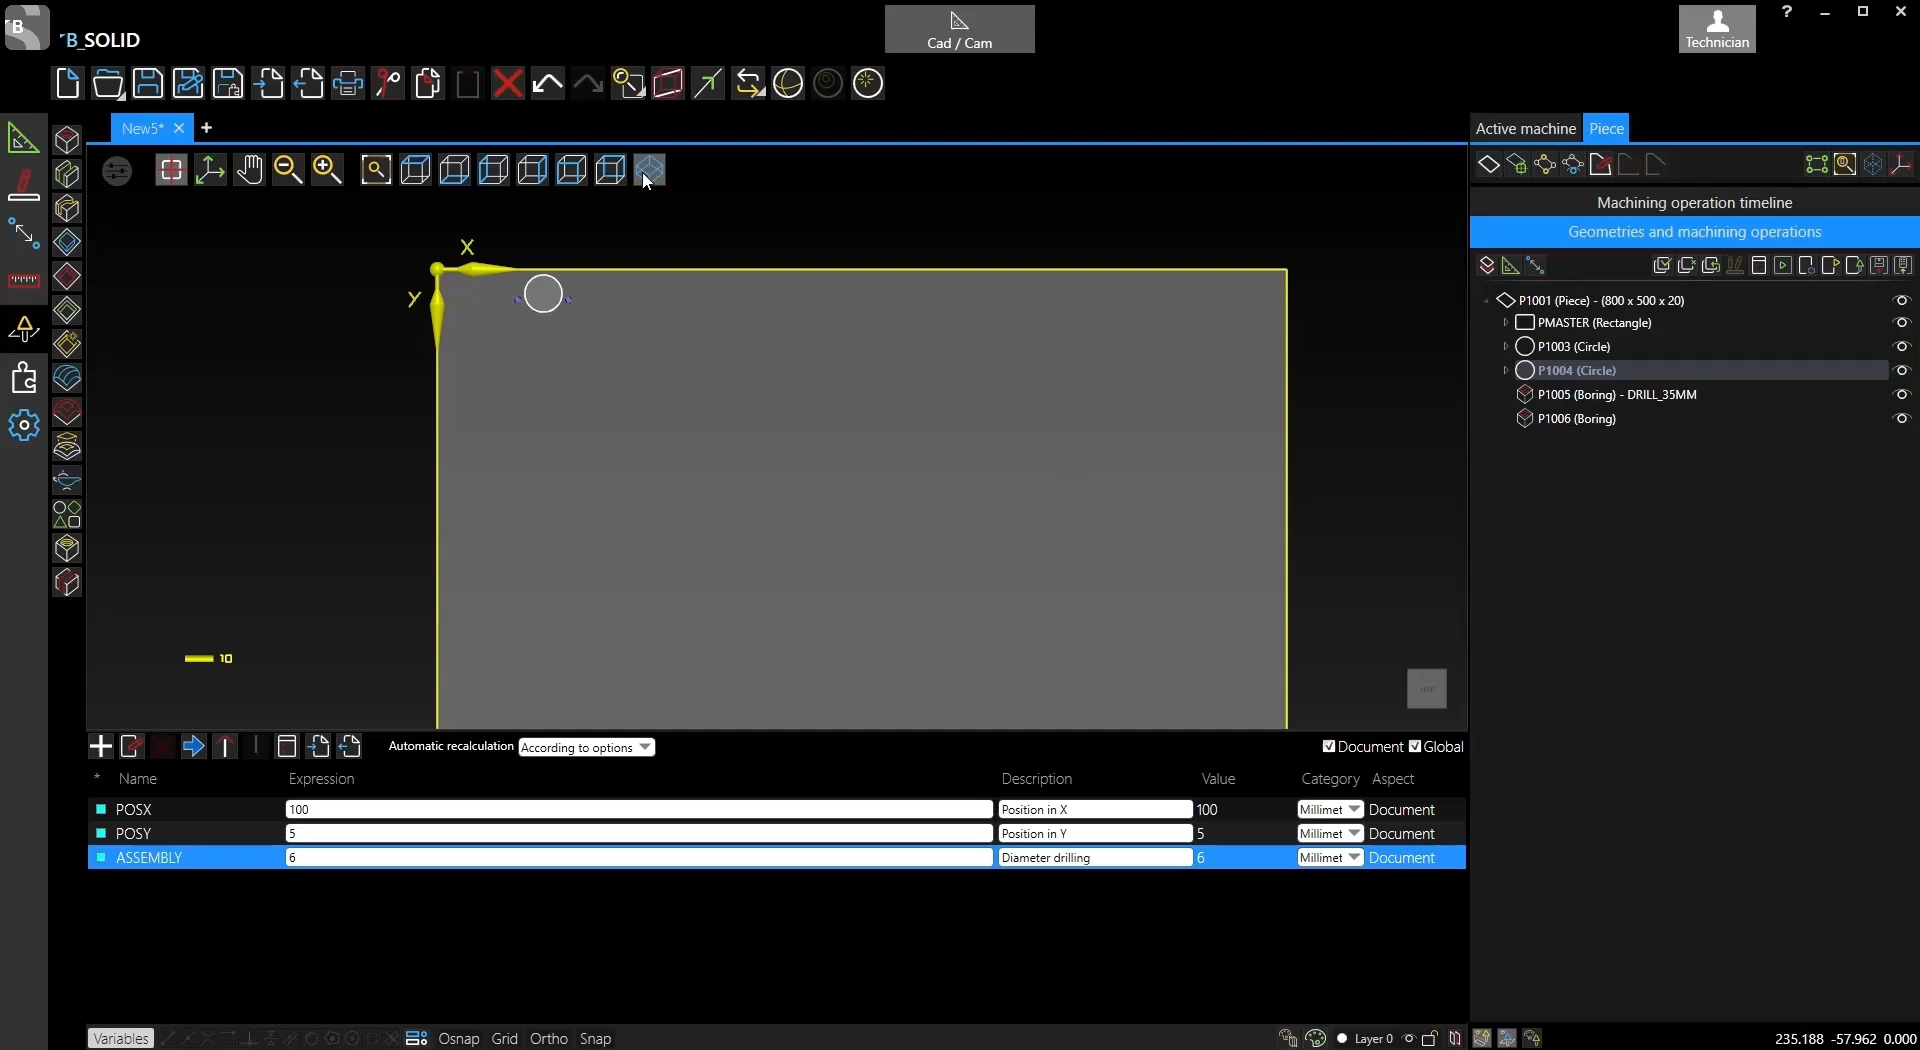 B
B_SOLID
Cad / Cam
Technician
?
New5*
Active machine
Piece
Machining operation timeline
Geometries and machining operations
P1001 (Piece) - (800 x 500 x 20)
PMASTER (Rectangle)
P1003 (Circle)
P1004 (Circle)
P1005 (Boring) - DRILL_35MM
P1006 (Boring)
X
Y
10
TOP
Automatic recalculation According to options
Document Global
* Name Expression Description Value Category Aspect
POSX 100 Position in X 100 Millimet Document
POSY 5 Position in Y 5 Millimet Document
ASSEMBLY 6 Diameter drilling 6 Millimet Document
Variables Osnap Grid Ortho Snap
Layer 0
235.188 -57.962 0.000